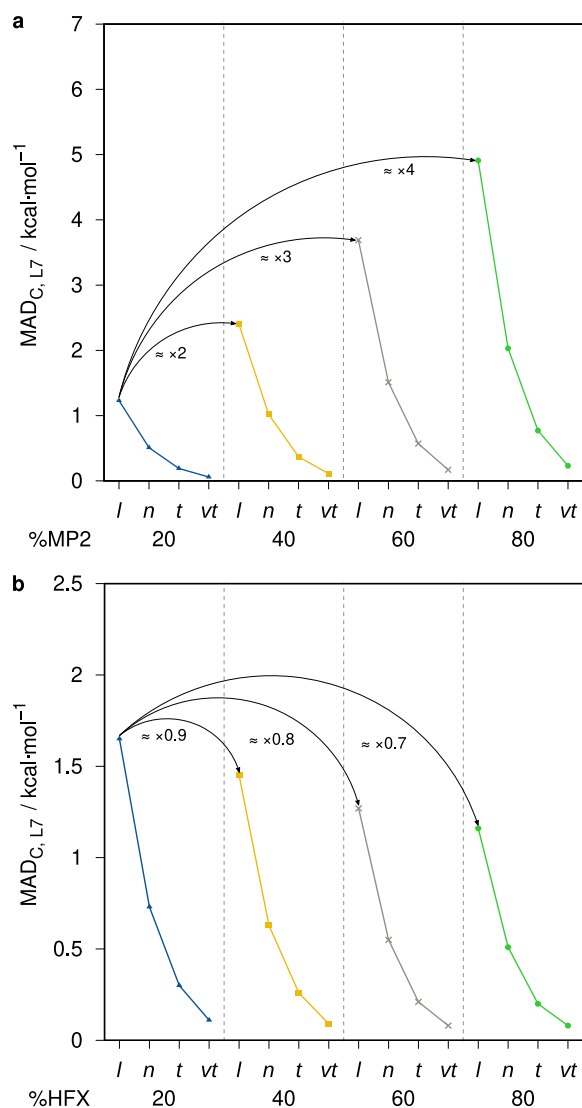 a
7
6
5
4
3
2
1
0
MAD_C, L7 / kcal·mol⁻¹
≈ ×4
≈ ×3
≈ ×2
l n t vt l n t vt l n t vt l n t vt
%MP2 20 40 60 80
b
2.5
2
1.5
1
0.5
0
MAD_C, L7 / kcal·mol⁻¹
≈ ×0.9
≈ ×0.8
≈ ×0.7
l n t vt l n t vt l n t vt l n t vt
%HFX 20 40 60 80